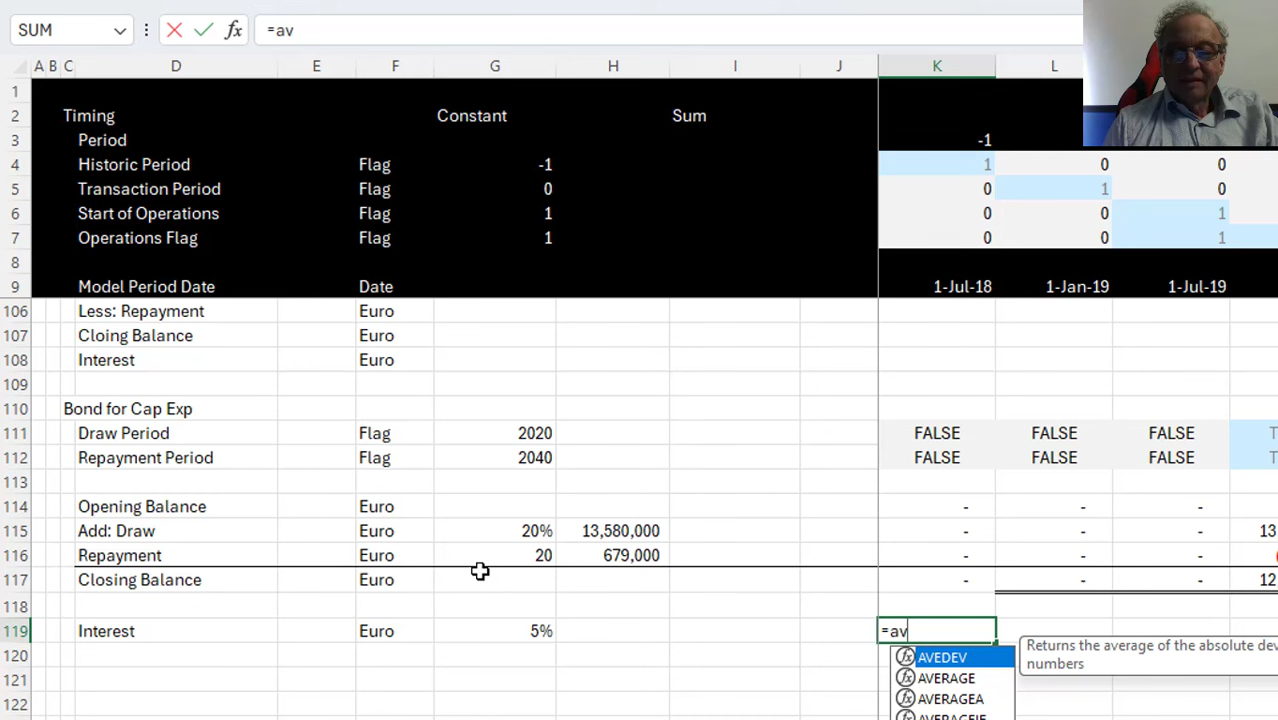 SUM =av
A B C D E F G H I J K L
1
2 Timing Constant Sum
3 Period -1
4 Historic Period Flag -1 1 0 0
5 Transaction Period Flag 0 0 1 0
6 Start of Operations Flag 1 0 0 1
7 Operations Flag Flag 1 0 0 1
8
9 Model Period Date Date 1-Jul-18 1-Jan-19 1-Jul-19
106 Less: Repayment Euro
107 Cloing Balance Euro
108 Interest Euro
109
110 Bond for Cap Exp
111 Draw Period Flag 2020 FALSE FALSE FALSE T
112 Repayment Period Flag 2040 FALSE FALSE FALSE T
113
114 Opening Balance Euro - - -
115 Add: Draw Euro 20% 13,580,000 - - - 13
116 Repayment Euro 20 679,000 - - - (
117 Closing Balance Euro - - - 12
118
119 Interest Euro 5% =av
120 AVEDEV Returns the average of the absolute dev
numbers
121 AVERAGE
AVERAGEA
122 AVERAGEIF